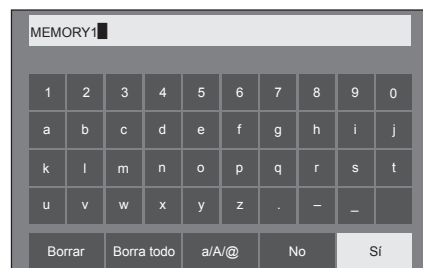 MEMORY1
1 2 3 4 5 6 7 8 9 0
a b c d e f g h i j
k l m n o p q r s t
u v w x y z . – _
Borrar Borra todo a/A/@ No Sí